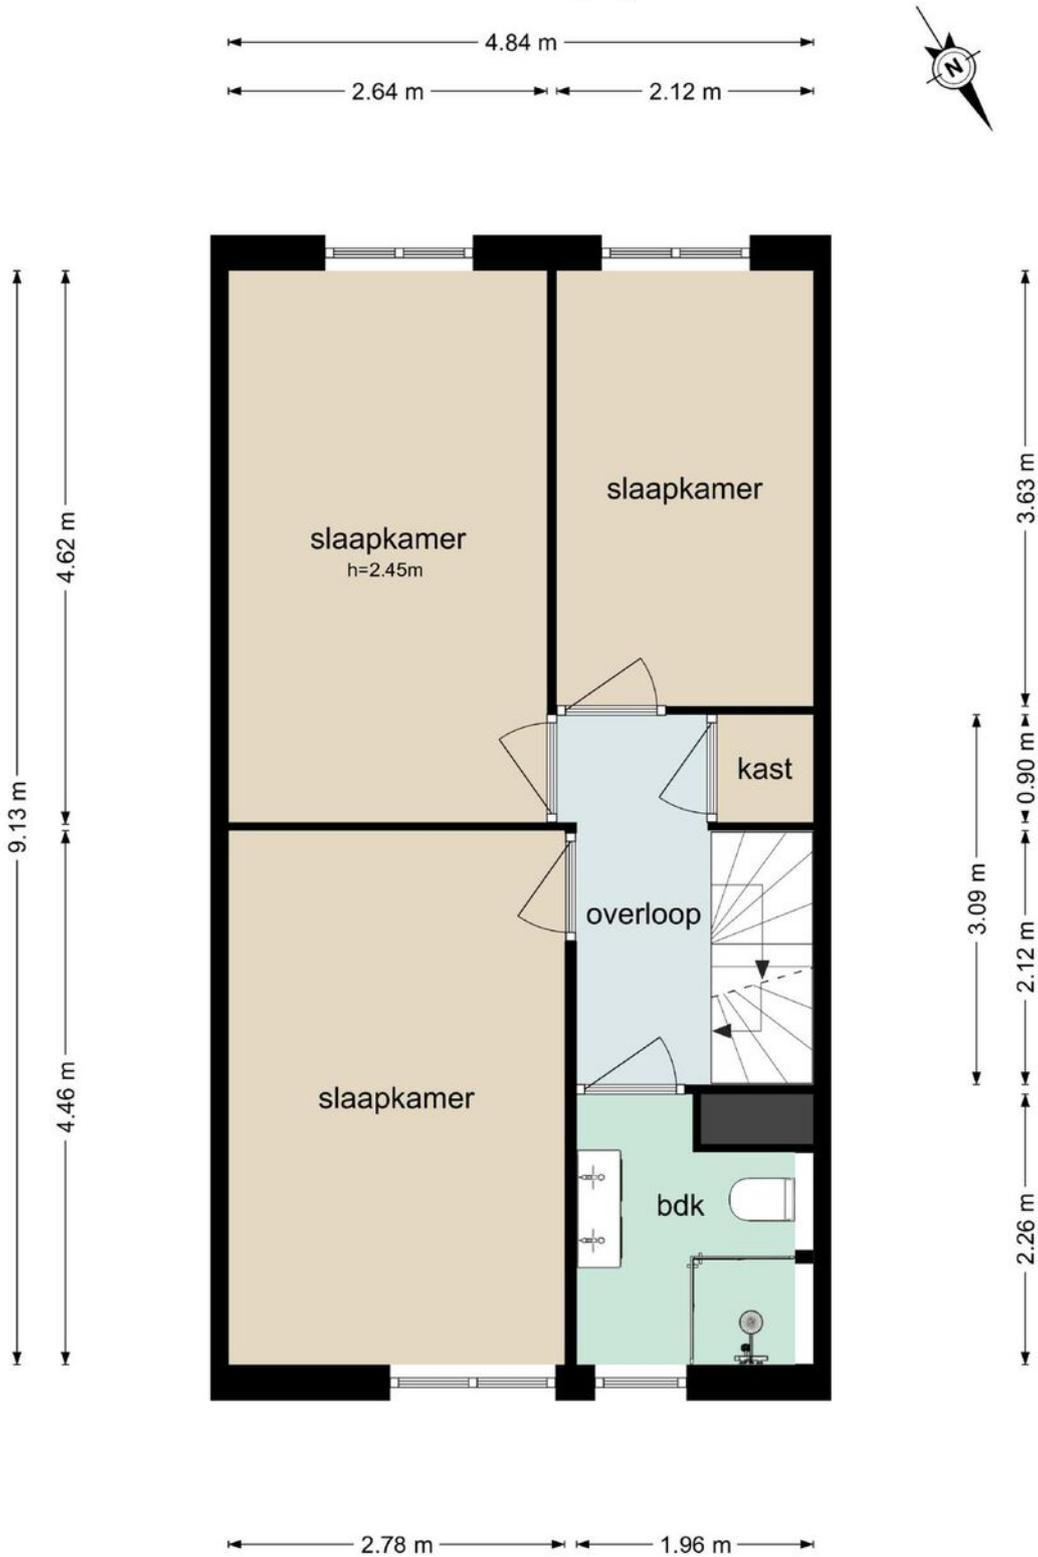 4.84 m
2.64 m
2.12 m
N
slaapkamer
3.63 m
4.62 m
slaapkamer
h=2.45m
kast
0.90 m
9.13 m
overloop
3.09 m
2.12 m
slaapkamer
4.46 m
bdk
2.26 m
2.78 m
1.96 m